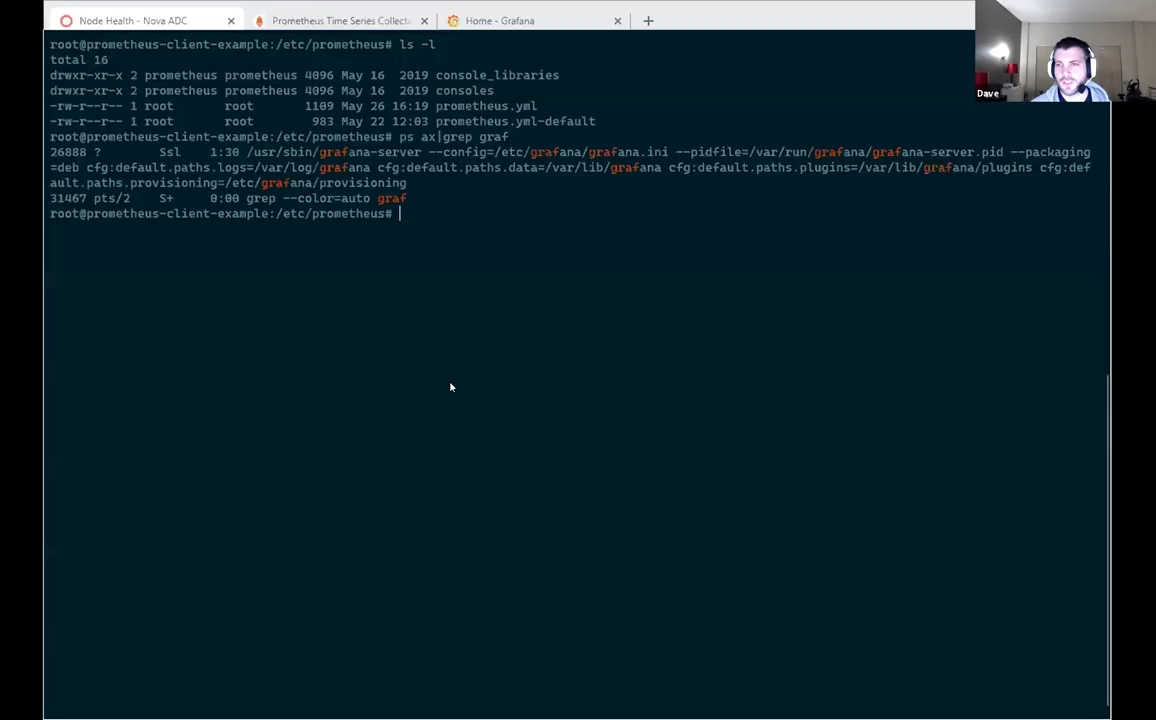 Node Health - Nova ADC
Prometheus Time Series Collecti
Home - Grafana
Dave
root@prometheus-client-example:/etc/prometheus# ls -l
total 16
drwxr-xr-x 2 prometheus prometheus 4096 May 16  2019 console_libraries
drwxr-xr-x 2 prometheus prometheus 4096 May 16  2019 consoles
-rw-r--r-- 1 root       root       1109 May 26 16:19 prometheus.yml
-rw-r--r-- 1 root       root        983 May 22 12:03 prometheus.yml-default
root@prometheus-client-example:/etc/prometheus# ps ax|grep graf
26888 ?        Ssl    1:30 /usr/sbin/grafana-server --config=/etc/grafana/grafana.ini --pidfile=/var/run/grafana/grafana-server.pid --packaging
=deb cfg:default.paths.logs=/var/log/grafana cfg:default.paths.data=/var/lib/grafana cfg:default.paths.plugins=/var/lib/grafana/plugins cfg:def
ault.paths.provisioning=/etc/grafana/provisioning
31467 pts/2    S+     0:00 grep --color=auto graf
root@prometheus-client-example:/etc/prometheus#